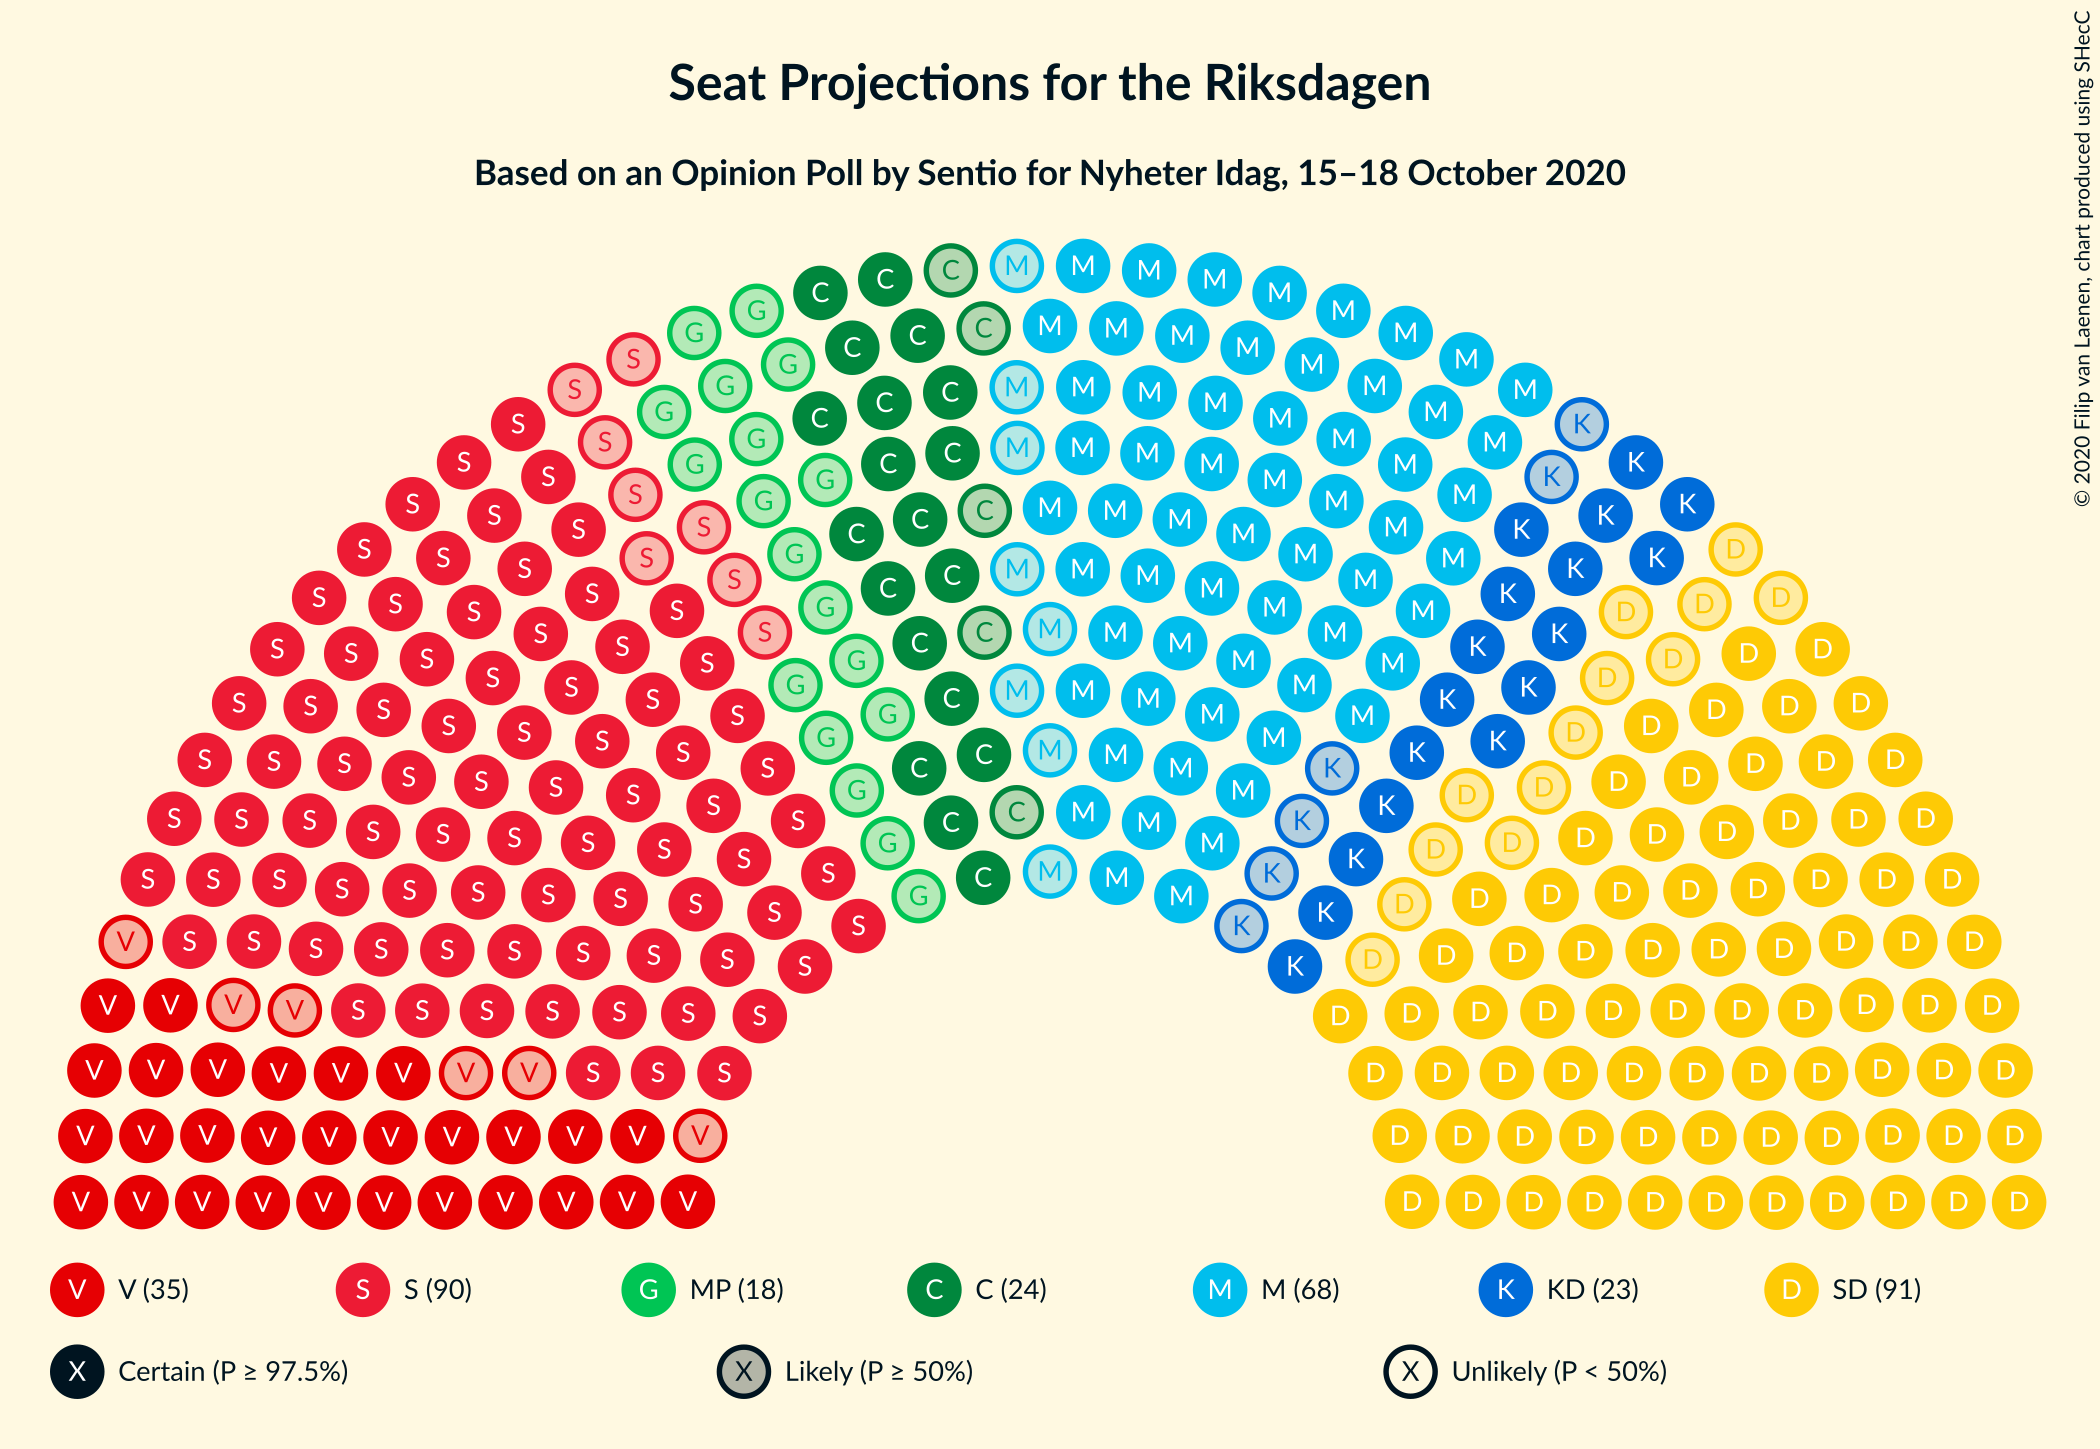 Seat Projections for the Riksdagen
Based on an Opinion Poll by Sentio for Nyheter Idag, 15–18 October 2020
© 2020 Filip van Laenen, chart produced using SHecC
V V (35)
S S (90)
G MP (18)
C C (24)
M M (68)
K KD (23)
D SD (91)
X Certain (P ≥ 97.5%)
X Likely (P ≥ 50%)
X Unlikely (P < 50%)